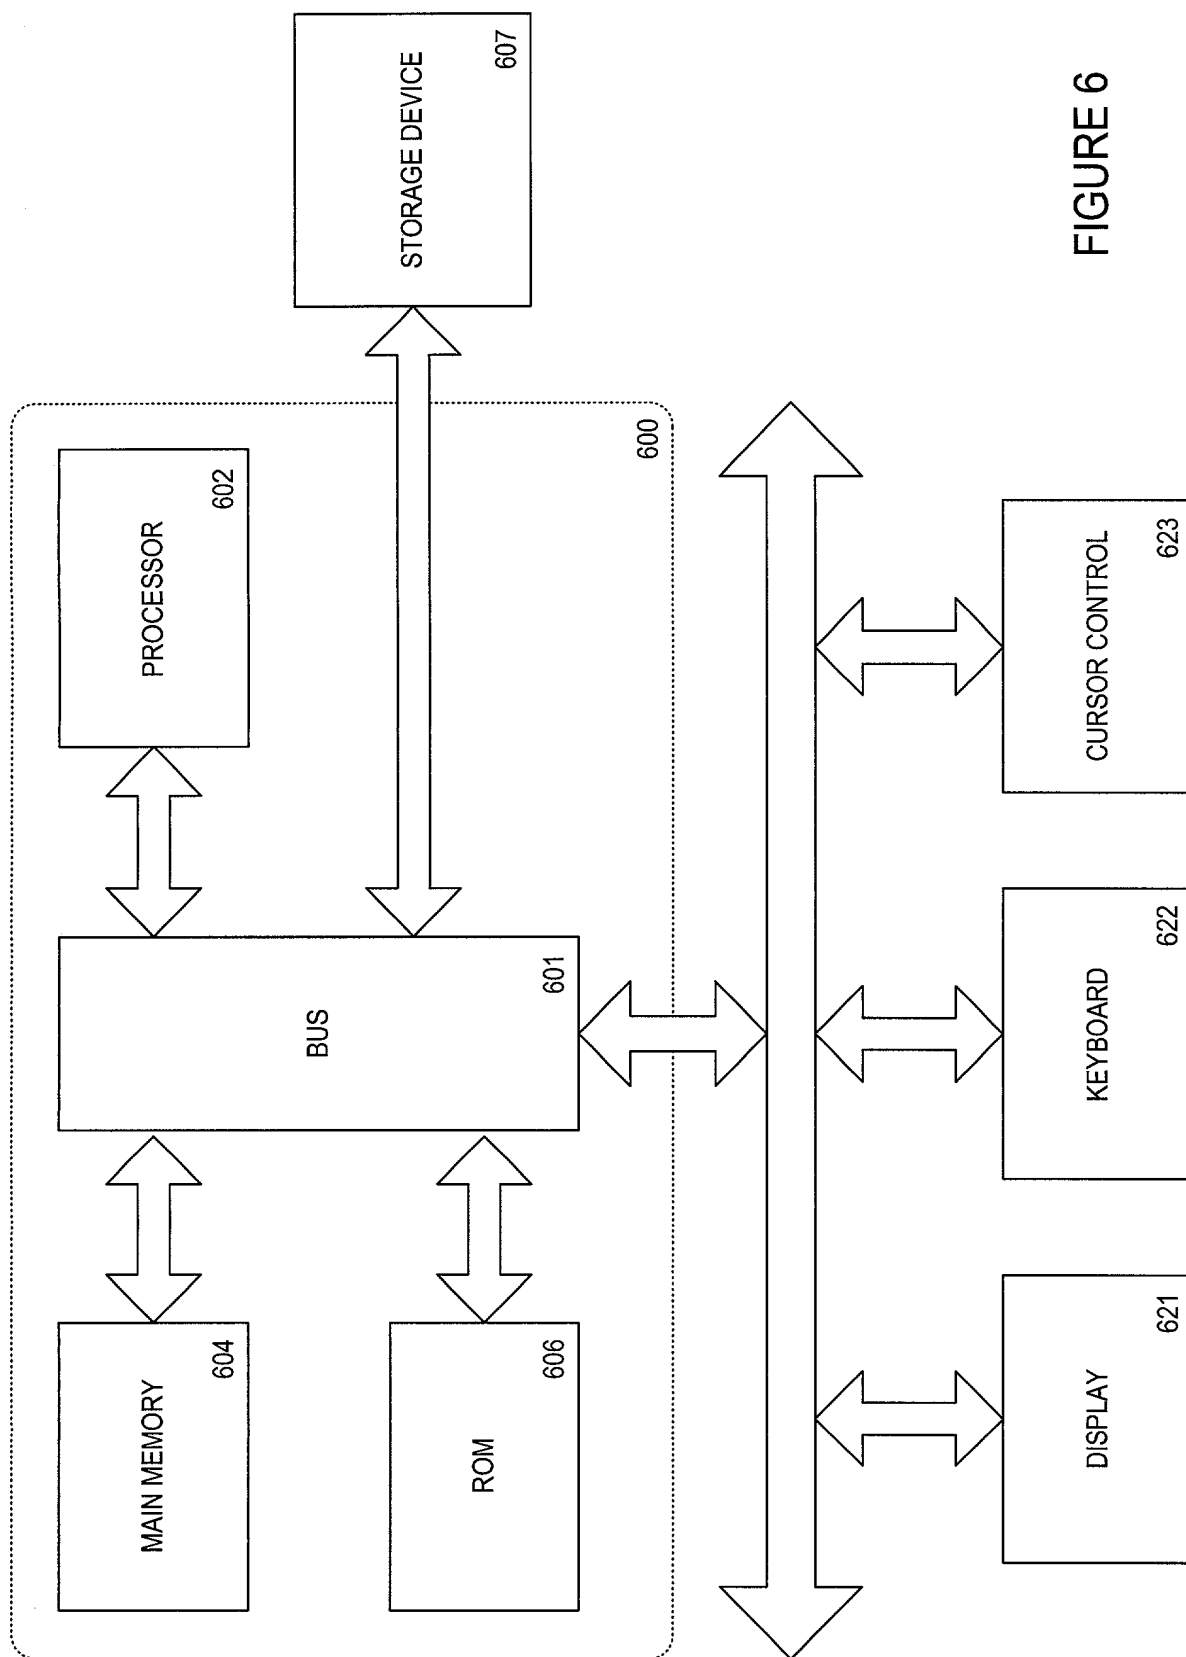 MAIN MEMORY
604
BUS
601
PROCESSOR
602
ROM
606
600
STORAGE DEVICE
607
DISPLAY
621
KEYBOARD
622
CURSOR CONTROL
623
FIGURE 6